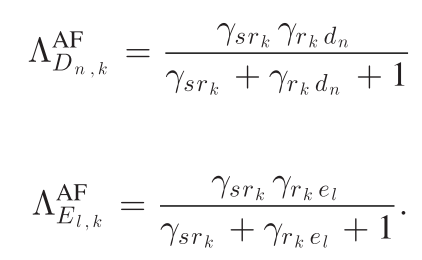 Λ^{AF}_{D_{n,k}} = \frac{γ_{sr_k} γ_{r_k d_n}}{γ_{sr_k} + γ_{r_k d_n} + 1}
Λ^{AF}_{E_{l,k}} = \frac{γ_{sr_k} γ_{r_k e_l}}{γ_{sr_k} + γ_{r_k e_l} + 1}.